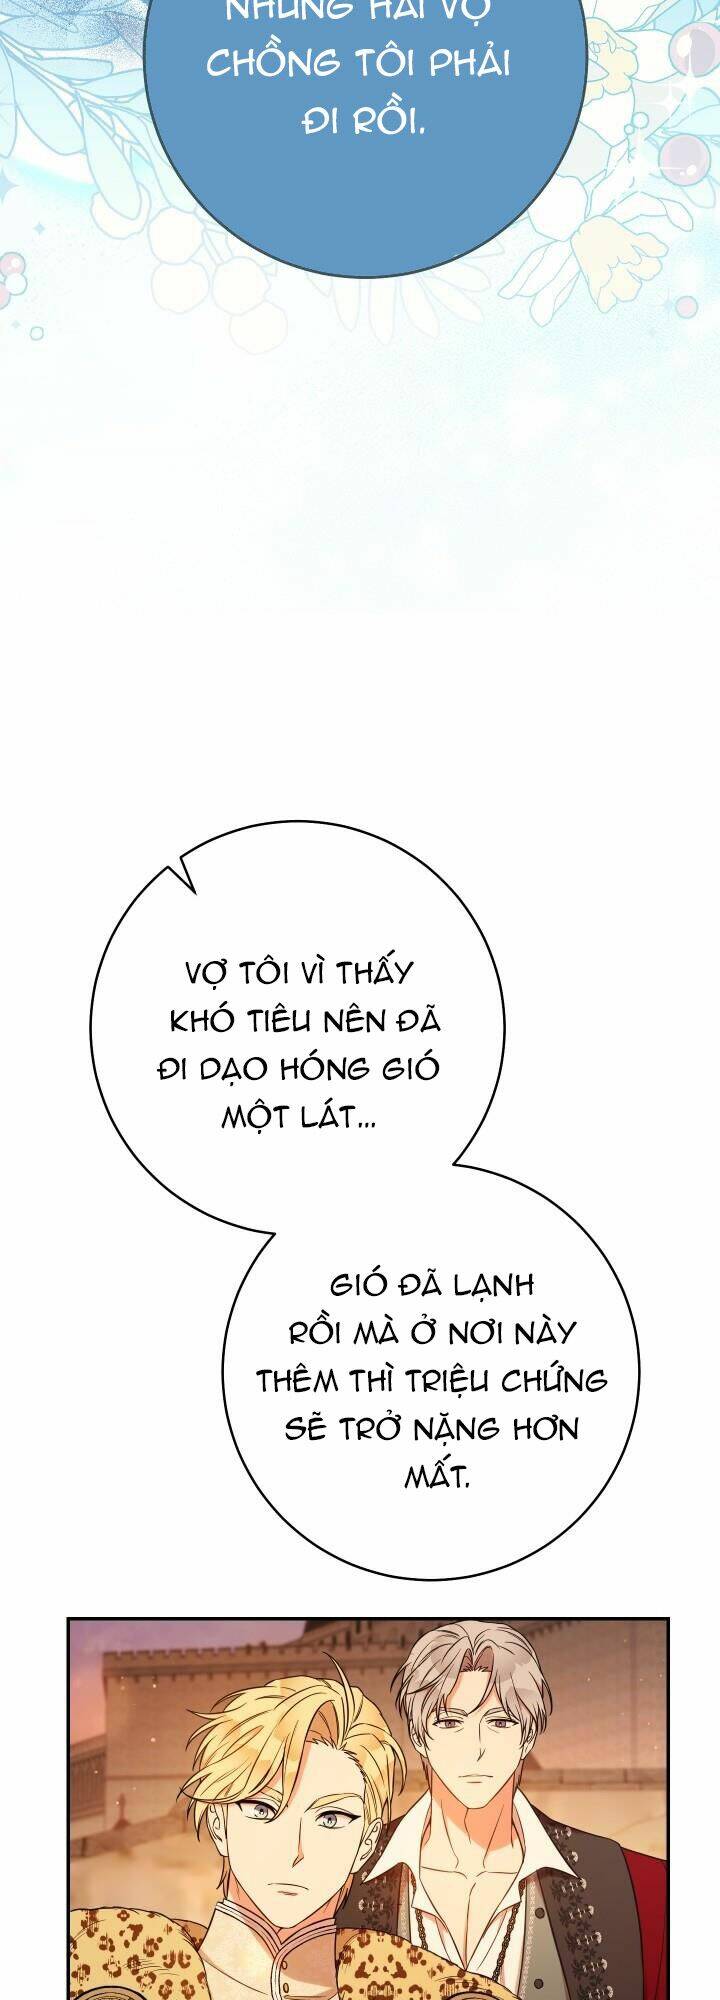 NHƯNG HAI VỢ
CHỒNG TÔI PHẢI
ĐI RỒI.
VỢ TÔI VÌ THẤY
KHÓ TIÊU NÊN ĐÃ
ĐI DẠO HÓNG GIÓ
MỘT LÁT...
GIÓ ĐÃ LẠNH
RỒI MÀ Ở NƠI NÀY
THÊM THÌ TRIỆU CHỨNG
SẼ TRỞ NẶNG HƠN
MẤT.